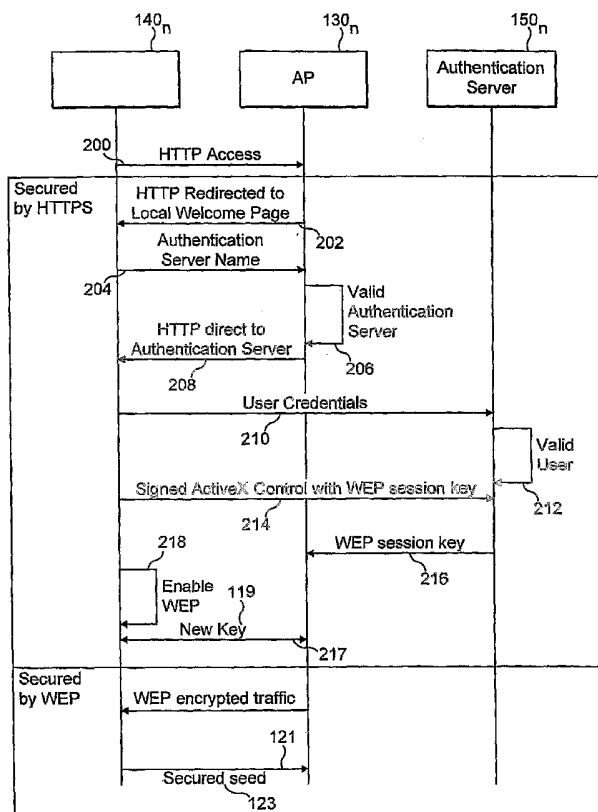 140n
130n
150n
AP
Authentication
Server
200
HTTP Access
Secured
by HTTPS
HTTP Redirected to
Local Welcome Page
202
Authentication
Server Name
204
Valid
Authentication
Server
HTTP direct to
Authentication Server
206
208
User Credentials
210
Valid
User
Signed ActiveX Control with WEP session key
212
214
218
WEP session key
216
Enable
WEP
119
New Key
217
Secured
by WEP
WEP encrypted traffic
121
Secured seed
123